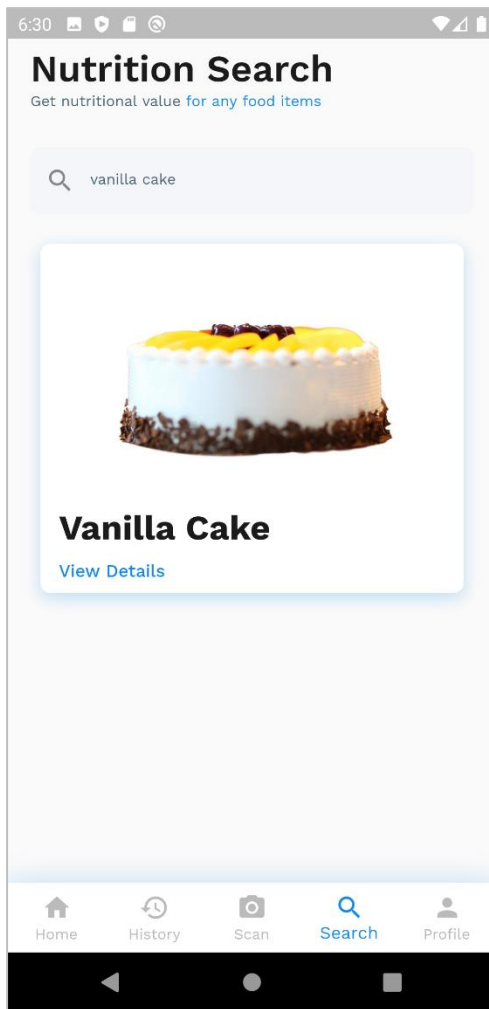 6:30
Nutrition Search
Get nutritional value for any food items
vanilla cake
Vanilla Cake
View Details
Home History Scan Search Profile